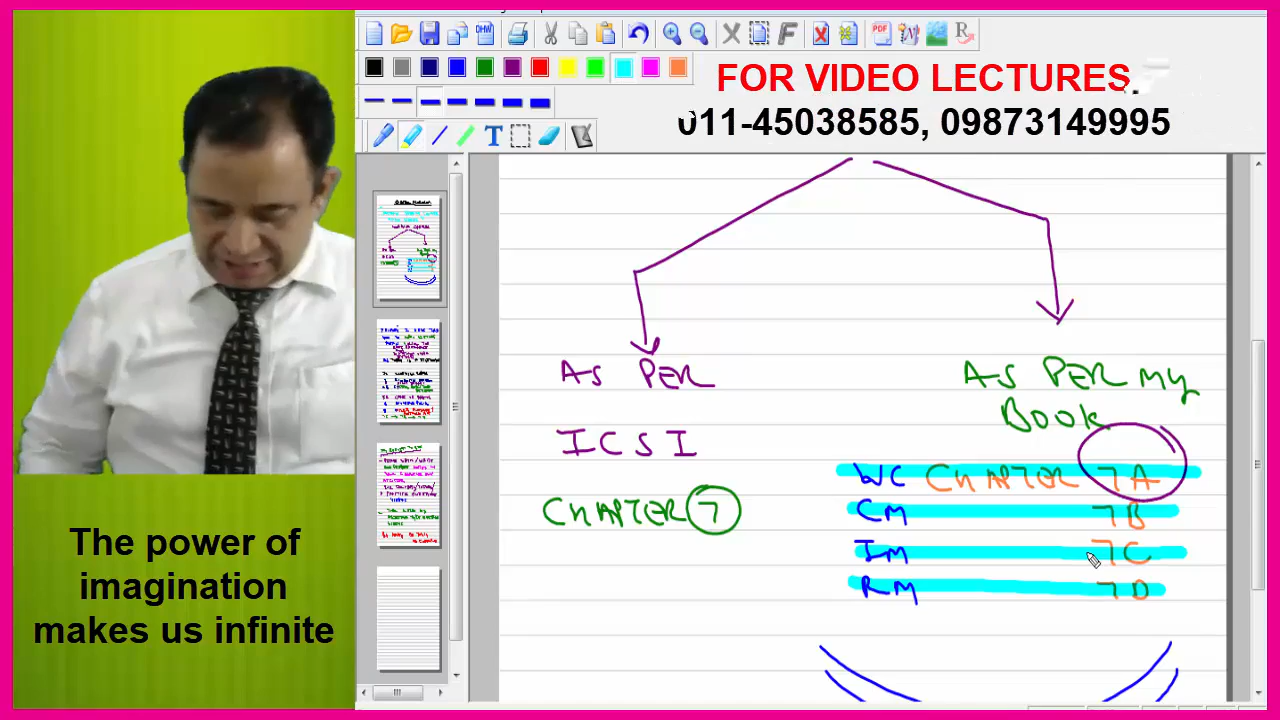 FOR VIDEO LECTURES.
011-45038585, 09873149995
AS PER
ICSI
CHAPTER 7
AS PER MY
BOOK
WC CHAPTER 7A
CM 7B
IM 7C
RM 7D
The power of
imagination
makes us infinite